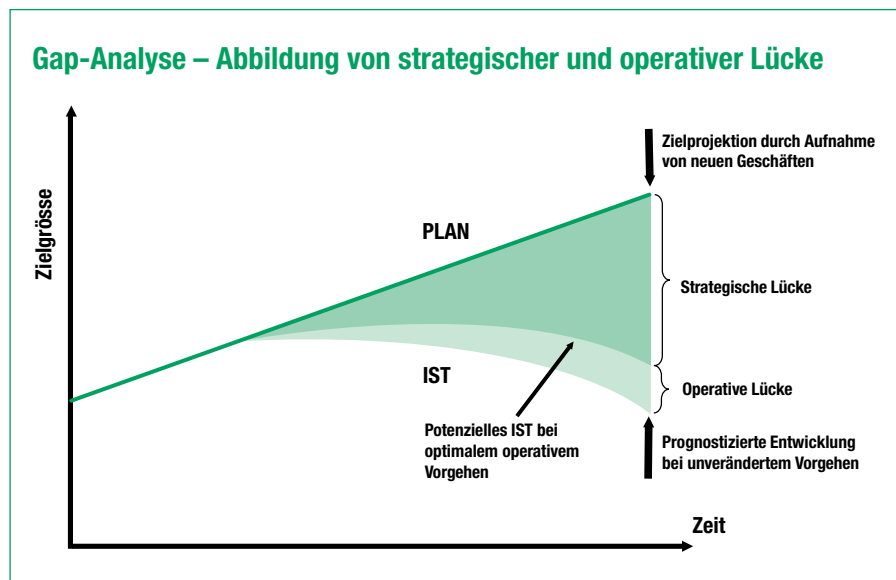 Gap-Analyse – Abbildung von strategischer und operativer Lücke
Zielgrösse
Zielprojektion durch Aufnahme
von neuen Geschäften
PLAN
Strategische Lücke
IST
Operative Lücke
Potenzielles IST bei
optimalem operativem
Vorgehen
Prognostizierte Entwicklung
bei unverändertem Vorgehen
Zeit